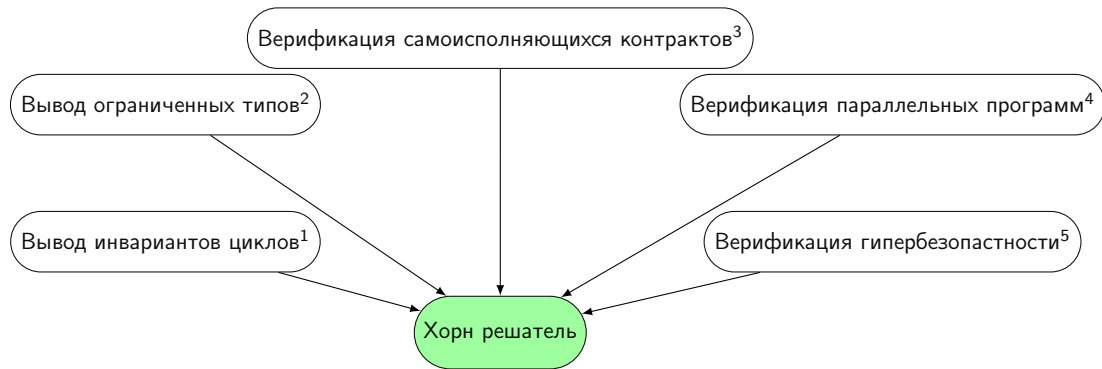 Верификация самоисполняющихся контрактов³
Вывод ограниченных типов²
Верификация параллельных программ⁴
Вывод инвариантов циклов¹
Верификация гипербезопастности⁵
Хорн решатель